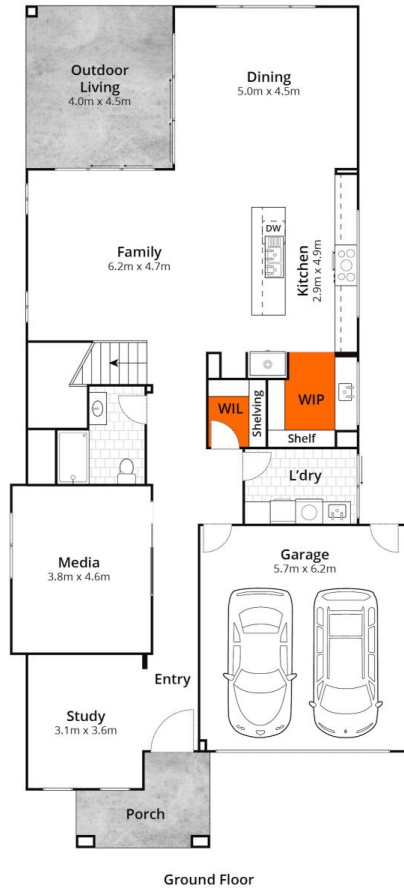 Outdoor
Living
4.0m x 4.5m
Dining
5.0m x 4.5m
Family
6.2m x 4.7m
DW
Kitchen
2.9m x 4.9m
WIL
Shelving
WIP
Shelf
L'dry
Media
3.8m x 4.6m
Garage
5.7m x 6.2m
Entry
Study
3.1m x 3.6m
Porch
Ground Floor